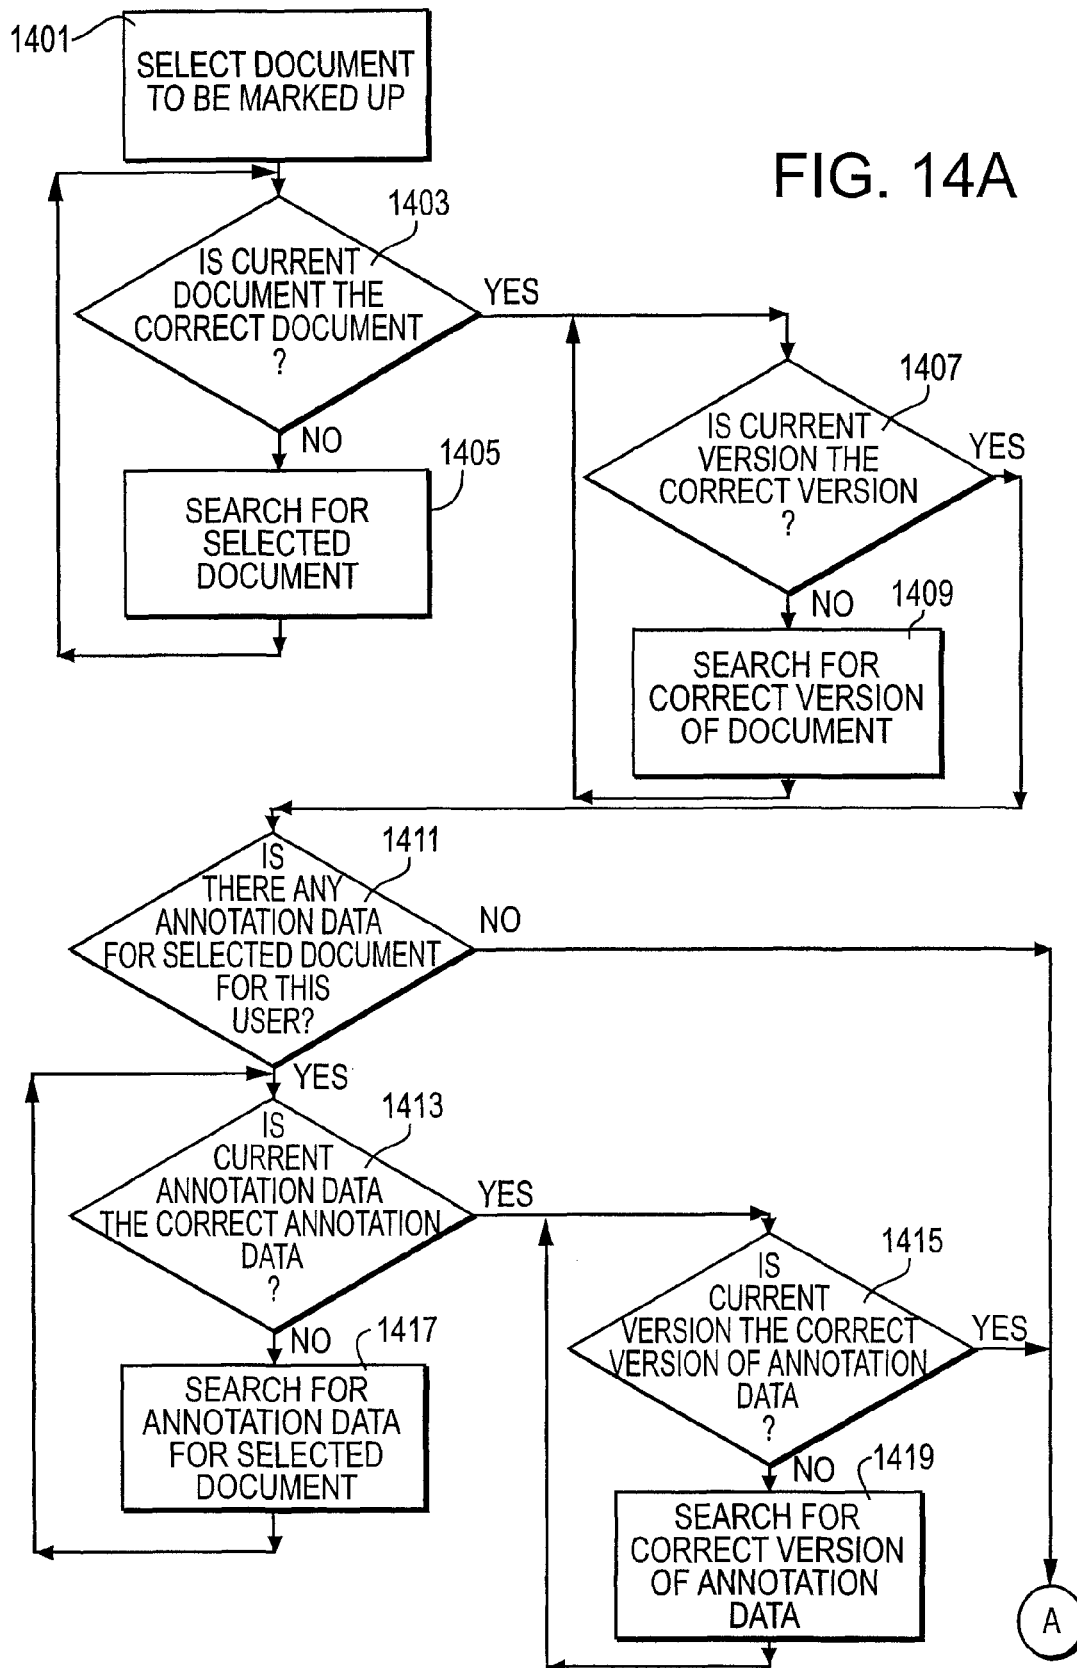 1401
SELECT DOCUMENT
TO BE MARKED UP
FIG. 14A
1403
IS CURRENT
DOCUMENT THE
CORRECT DOCUMENT
?
YES
NO
1405
SEARCH FOR
SELECTED
DOCUMENT
1407
IS CURRENT
VERSION THE
CORRECT VERSION
?
YES
NO
1409
SEARCH FOR
CORRECT VERSION
OF DOCUMENT
1411
IS
THERE ANY
ANNOTATION DATA
FOR SELECTED DOCUMENT
FOR THIS
USER?
NO
YES
1413
IS
CURRENT
ANNOTATION DATA
THE CORRECT ANNOTATION
DATA
?
YES
NO
1417
SEARCH FOR
ANNOTATION DATA
FOR SELECTED
DOCUMENT
1415
IS
CURRENT
VERSION THE CORRECT
VERSION OF ANNOTATION
DATA
?
YES
NO
1419
SEARCH FOR
CORRECT VERSION
OF ANNOTATION
DATA
A